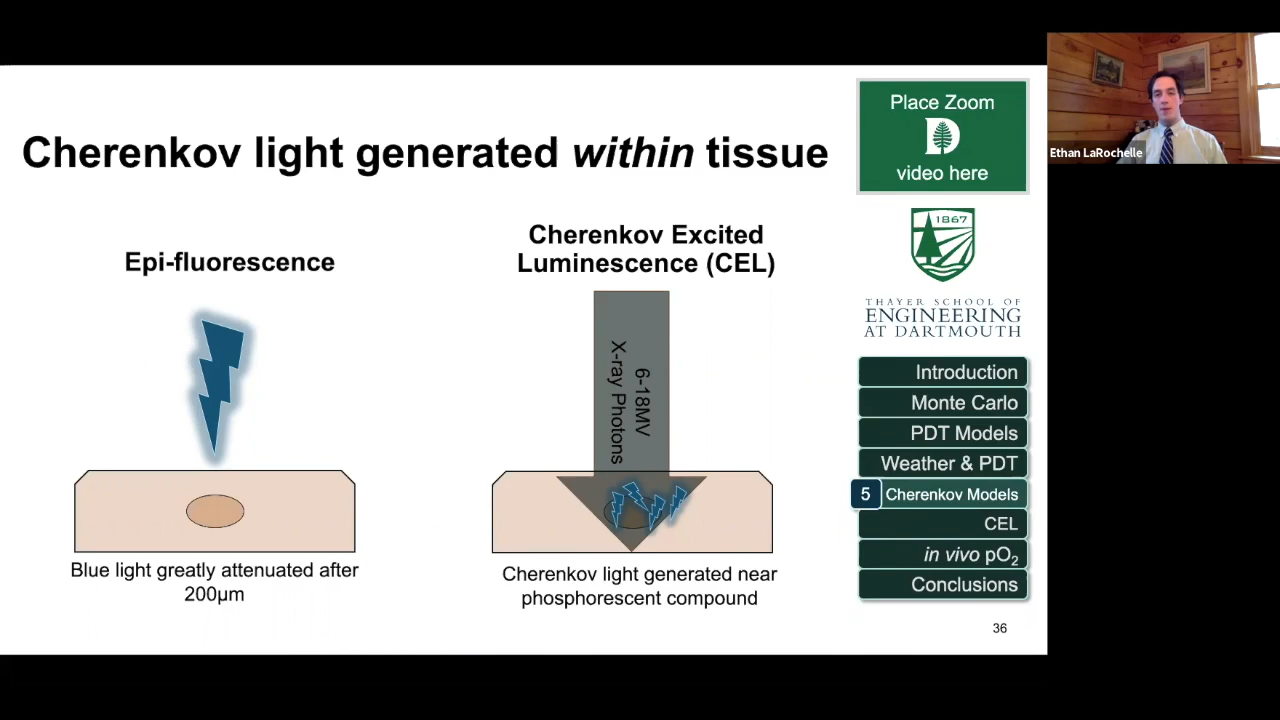 Cherenkov light generated within tissue
Epi-fluorescence
Blue light greatly attenuated after
200µm
Cherenkov Excited
Luminescence (CEL)
6-18MV
X-ray Photons
Cherenkov light generated near
phosphorescent compound
Place Zoom
D
video here
1867
THAYER SCHOOL OF
ENGINEERING
AT DARTMOUTH
Introduction
Monte Carlo
PDT Models
Weather & PDT
5 Cherenkov Models
CEL
in vivo pO₂
Conclusions
36
Ethan LaRochelle